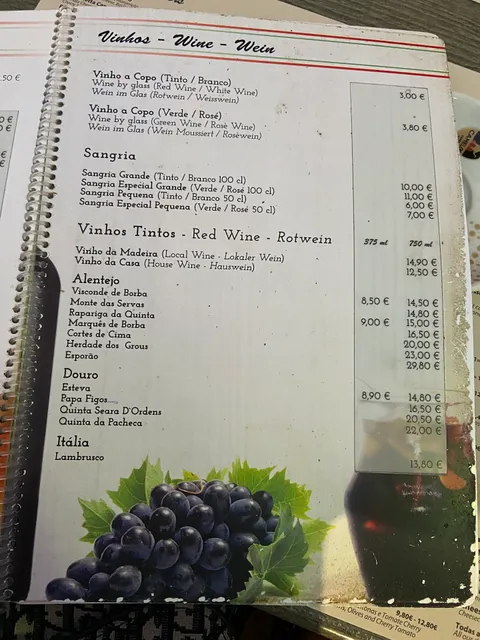 Vinhos - Wine - Wein
Vinho a Copo (Tinto / Branco) 3,00 €
Wine by glass (Red Wine / White Wine)
Wein im Glas (Rotwein / Weisswein)
Vinho a Copo (Verde / Rosé) 3,80 €
Wine by glass (Green Wine / Rosè Wine)
Wein im Glas (Wein Moussiert / Rosèwein)
Sangria
Sangria Grande (Tinto / Branco 100 cl) 10,00 €
Sangria Especial Grande (Verde / Rosé 100 cl) 11,00 €
Sangria Pequena (Tinto / Branco 50 cl) 6,00 €
Sangria Especial Pequena (Verde / Rosé 50 cl) 7,00 €
Vinhos Tintos - Red Wine - Rotwein 375 ml 750 ml
Vinho da Madeira (Local Wine - Lokaler Wein) 14,90 €
Vinho da Casa (House Wine - Hauswein) 12,50 €
Alentejo
Visconde de Borba 8,50 € 14,50 €
Monte das Servas 14,80 €
Rapariga da Quinta 9,00 € 15,00 €
Marquês de Borba 16,50 €
Cortes de Cima 20,00 €
Herdade dos Grous 23,00 €
Esporão 29,80 €
Douro
Esteva 8,90 € 14,80 €
Papa Figos 16,50 €
Quinta Seara D'Ordens 20,50 €
Quinta da Pacheca 22,00 €
Itália
Lambrusco 13,80 €
9,80€ - 12,80€
Olives and Cherry Tomato
Todas